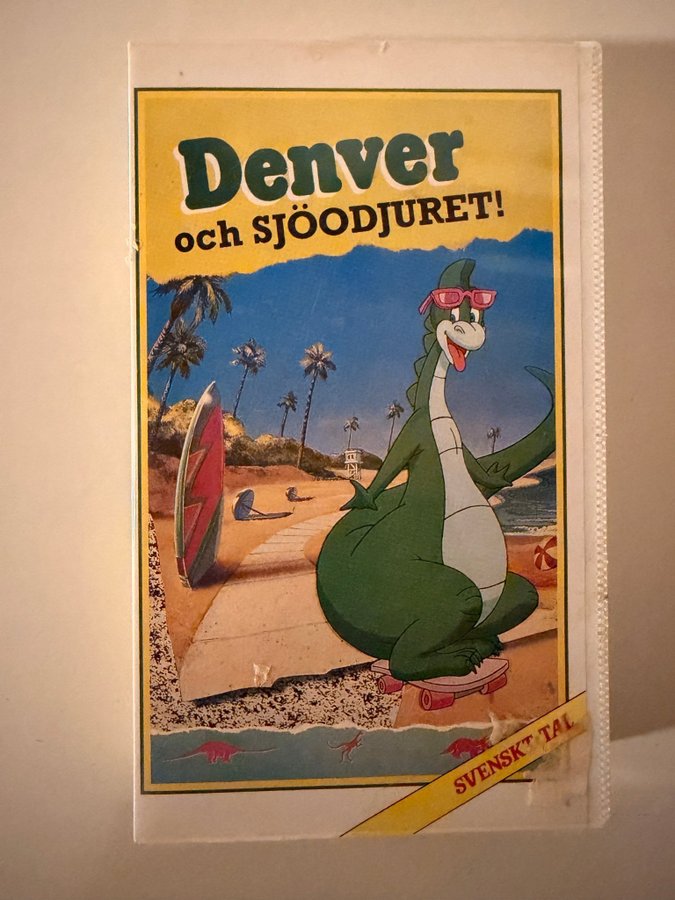 Denver
och SJÖODJURET!
SVENSKT TAL